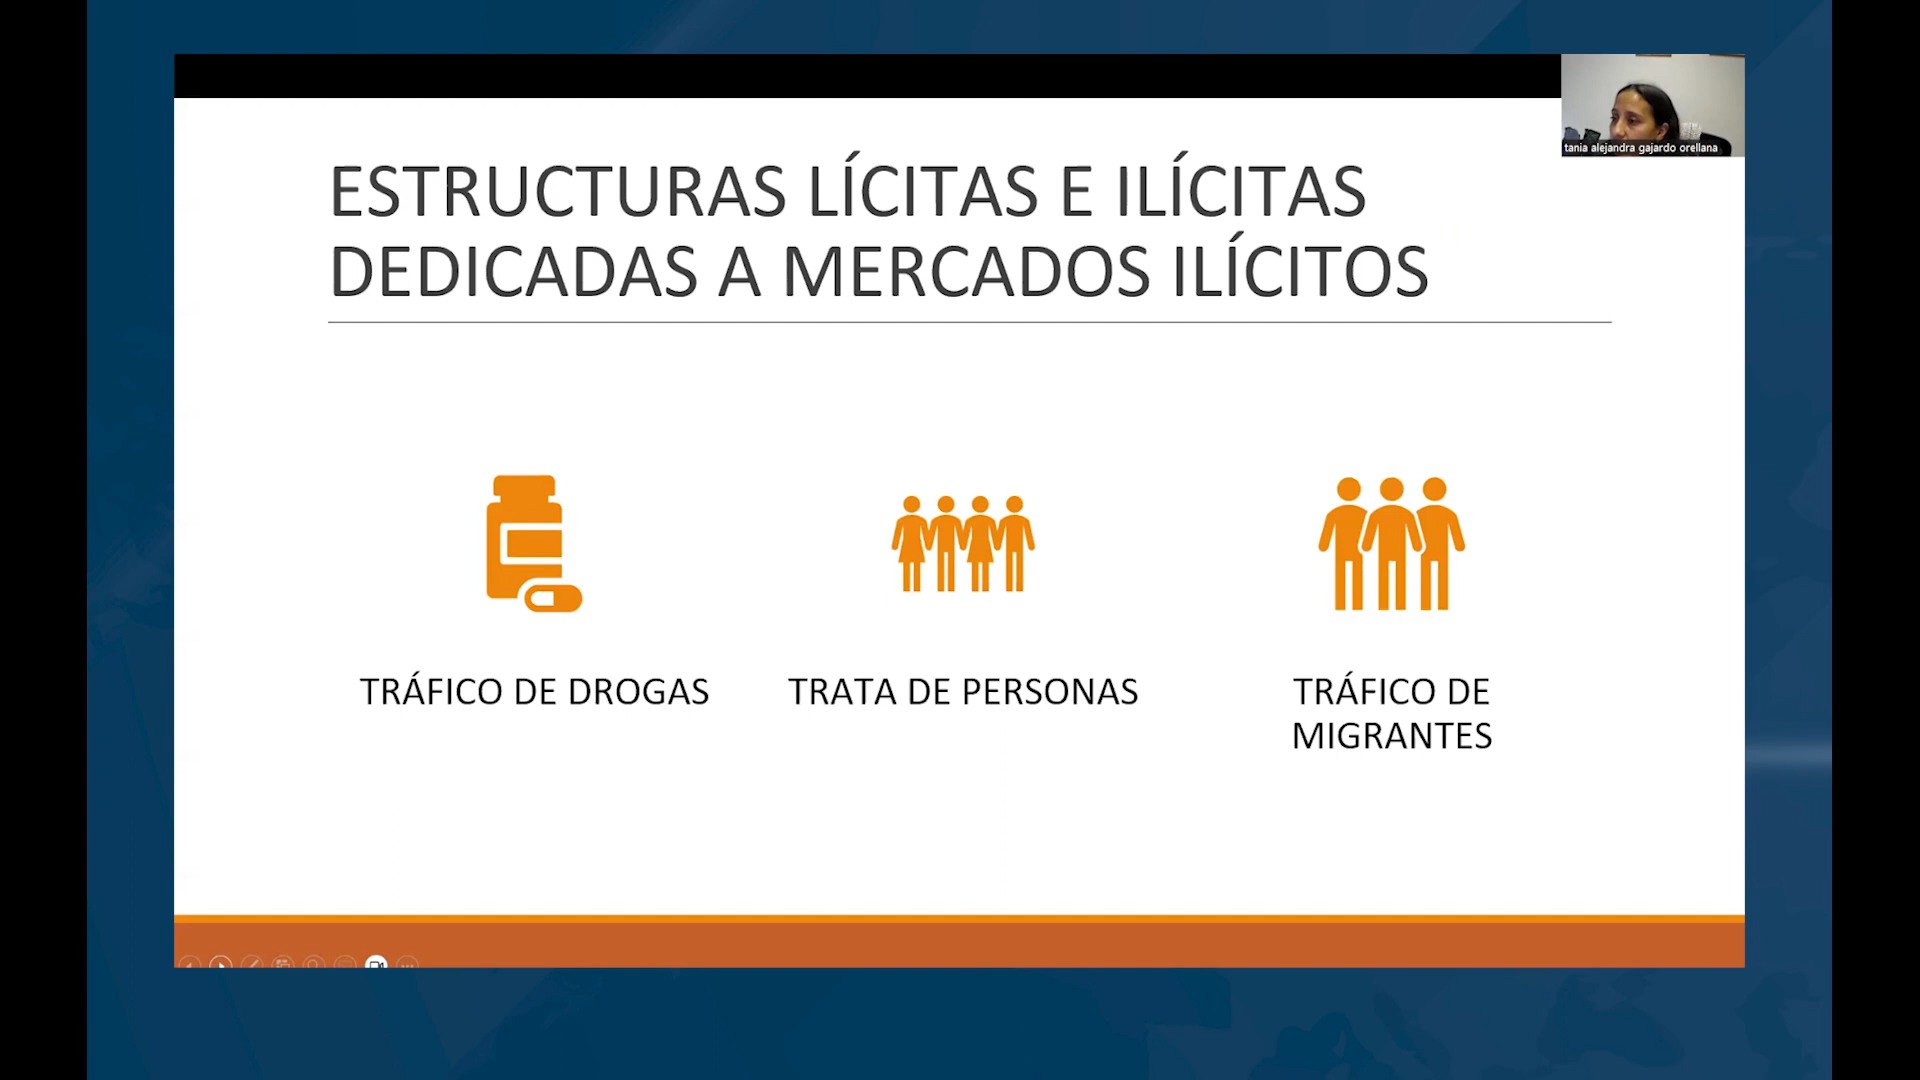 tania alejandra gajardo orellana
ESTRUCTURAS LÍCITAS E ILÍCITAS
DEDICADAS A MERCADOS ILÍCITOS
TRÁFICO DE DROGAS
TRATA DE PERSONAS
TRÁFICO DE
MIGRANTES